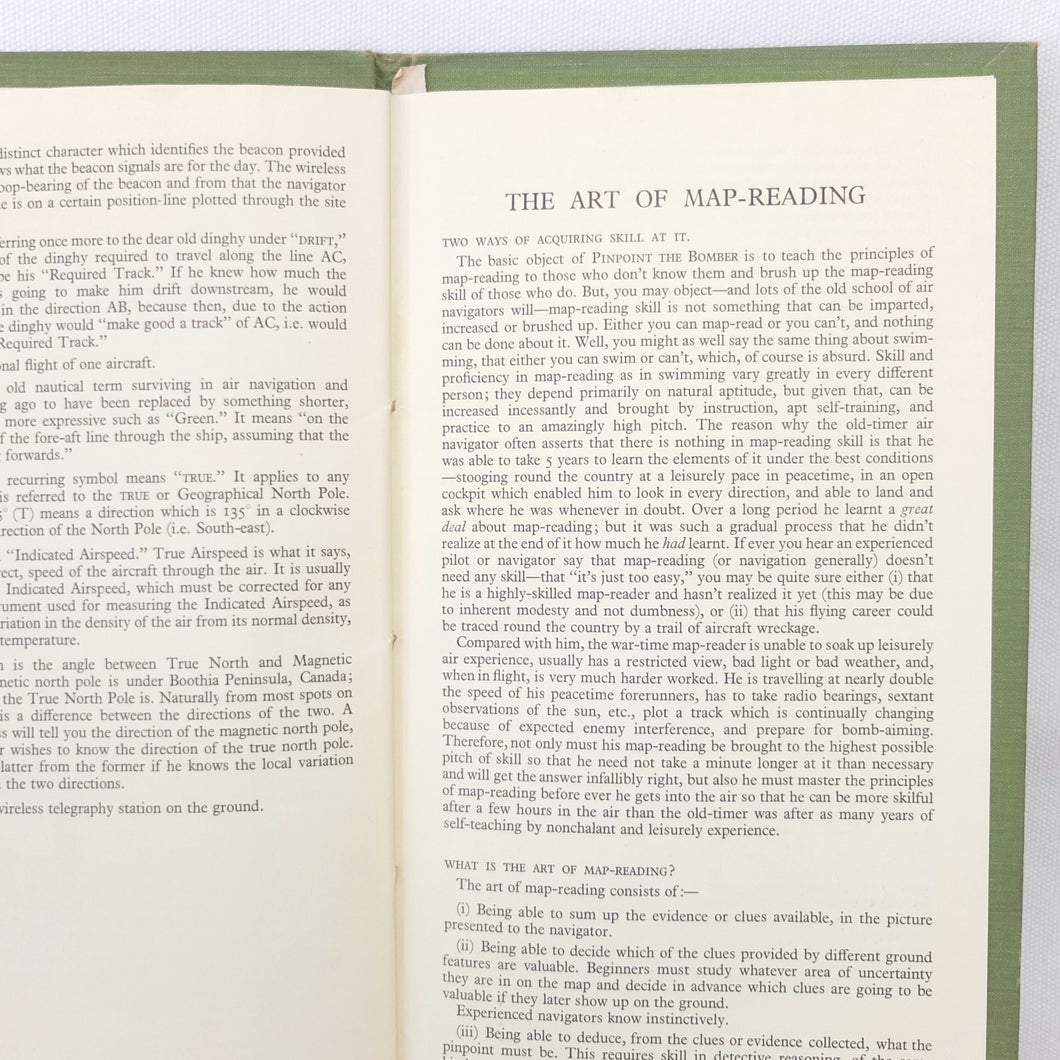 distinct character which identifies the beacon provided
ws what the beacon signals are for the day. The wireless
oop-bearing of the beacon and from that the navigator
e is on a certain position-line plotted through the site
erring once more to the dear old dinghy under “DRIFT,”
of the dinghy required to travel along the line AC,
be his “Required Track.” If he knew how much the
s going to make him drift downstream, he would
in the direction AB, because then, due to the action
e dinghy would “make good a track” of AC, i.e. would
Required Track.”
onal flight of one aircraft.
old nautical term surviving in air navigation and
g ago to have been replaced by something shorter,
more expressive such as “Green.” It means “on the
f the fore-aft line through the ship, assuming that the
forwards.”
recurring symbol means “TRUE.” It applies to any
is referred to the TRUE or Geographical North Pole.
5° (T) means a direction which is 135° in a clockwise
rection of the North Pole (i.e. South-east).
“Indicated Airspeed.” True Airspeed is what it says,
ect, speed of the aircraft through the air. It is usually
Indicated Airspeed, which must be corrected for any
rument used for measuring the Indicated Airspeed, as
riation in the density of the air from its normal density,
temperature.
n is the angle between True North and Magnetic
netic north pole is under Boothia Peninsula, Canada;
the True North Pole is. Naturally from most spots on
is a difference between the directions of the two. A
ss will tell you the direction of the magnetic north pole,
r wishes to know the direction of the true north pole.
latter from the former if he knows the local variation
the two directions.
wireless telegraphy station on the ground.
THE ART OF MAP-READING
TWO WAYS OF ACQUIRING SKILL AT IT.
The basic object of PINPOINT THE BOMBER is to teach the principles of
map-reading to those who don’t know them and brush up the map-reading
skill of those who do. But, you may object—and lots of the old school of air
navigators will—map-reading skill is not something that can be imparted,
increased or brushed up. Either you can map-read or you can’t, and nothing
can be done about it. Well, you might as well say the same thing about swim-
ming, that either you can swim or can’t, which, of course is absurd. Skill and
proficiency in map-reading as in swimming vary greatly in every different
person; they depend primarily on natural aptitude, but given that, can be
increased incessantly and brought by instruction, apt self-training, and
practice to an amazingly high pitch. The reason why the old-timer air
navigator often asserts that there is nothing in map-reading skill is that he
was able to take 5 years to learn the elements of it under the best conditions
—stooging round the country at a leisurely pace in peacetime, in an open
cockpit which enabled him to look in every direction, and able to land and
ask where he was whenever in doubt. Over a long period he learnt a great
deal about map-reading; but it was such a gradual process that he didn’t
realize at the end of it how much he had learnt. If ever you hear an experienced
pilot or navigator say that map-reading (or navigation generally) doesn’t
need any skill—that “it’s just too easy,” you may be quite sure either (i) that
he is a highly-skilled map-reader and hasn’t realized it yet (this may be due
to inherent modesty and not dumbness), or (ii) that his flying career could
be traced round the country by a trail of aircraft wreckage.
Compared with him, the war-time map-reader is unable to soak up leisurely
air experience, usually has a restricted view, bad light or bad weather, and,
when in flight, is very much harder worked. He is travelling at nearly double
the speed of his peacetime forerunners, has to take radio bearings, sextant
observations of the sun, etc., plot a track which is continually changing
because of expected enemy interference, and prepare for bomb-aiming.
Therefore, not only must his map-reading be brought to the highest possible
pitch of skill so that he need not take a minute longer at it than necessary
and will get the answer infallibly right, but also he must master the principles
of map-reading before ever he gets into the air so that he can be more skilful
after a few hours in the air than the old-timer was after as many years of
self-teaching by nonchalant and leisurely experience.
WHAT IS THE ART OF MAP-READING?
The art of map-reading consists of:—
(i) Being able to sum up the evidence or clues available, in the picture
presented to the navigator.
(ii) Being able to decide which of the clues provided by different ground
features are valuable. Beginners must study whatever area of uncertainty
they are in on the map and decide in advance which clues are going to be
valuable if they later show up on the ground.
Experienced navigators know instinctively.
(iii) Being able to deduce, from the clues or evidence collected, what the
pinpoint must be. This requires skill in detective reasoning, of the